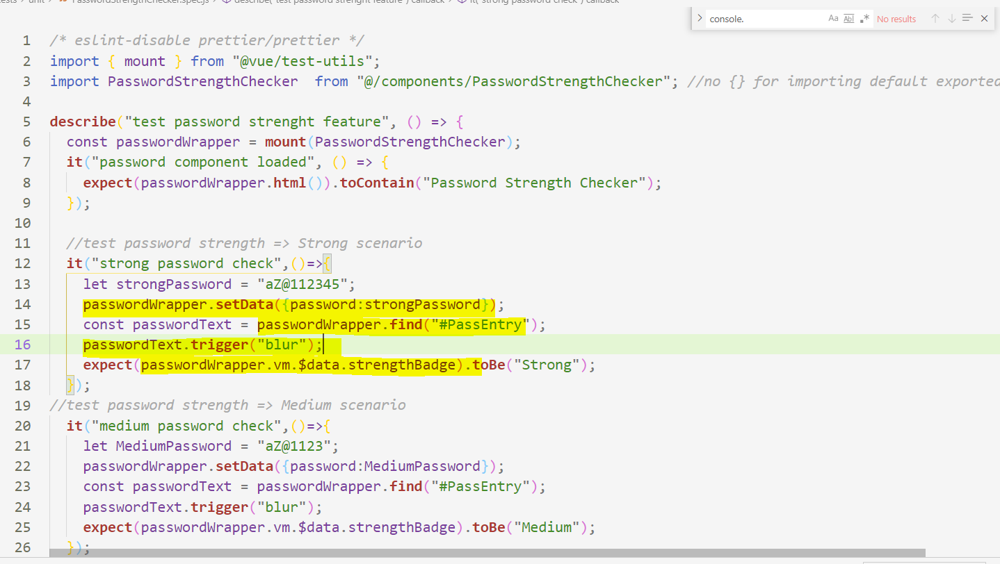 tests > unit > JS PasswordStrengthChecker.spec.js > describe("test password strenght feature") callback > it("strong password check") callback
> console. Aa Abl .* No results
1 /* eslint-disable prettier/prettier */
2 import { mount } from "@vue/test-utils";
3 import PasswordStrengthChecker  from "@/components/PasswordStrengthChecker"; //no {} for importing default exported
4
5 describe("test password strenght feature", () => {
6   const passwordWrapper = mount(PasswordStrengthChecker);
7   it("password component loaded", () => {
8     expect(passwordWrapper.html()).toContain("Password Strength Checker");
9   });
10
11   //test password strength => Strong scenario
12   it("strong password check",()=>{
13     let strongPassword = "aZ@112345";
14     passwordWrapper.setData({password:strongPassword});
15     const passwordText = passwordWrapper.find("#PassEntry");
16     passwordText.trigger("blur");
17     expect(passwordWrapper.vm.$data.strengthBadge).toBe("Strong");
18   });
19 //test password strength => Medium scenario
20   it("medium password check",()=>{
21     let MediumPassword = "aZ@1123";
22     passwordWrapper.setData({password:MediumPassword});
23     const passwordText = passwordWrapper.find("#PassEntry");
24     passwordText.trigger("blur");
25     expect(passwordWrapper.vm.$data.strengthBadge).toBe("Medium");
26   });